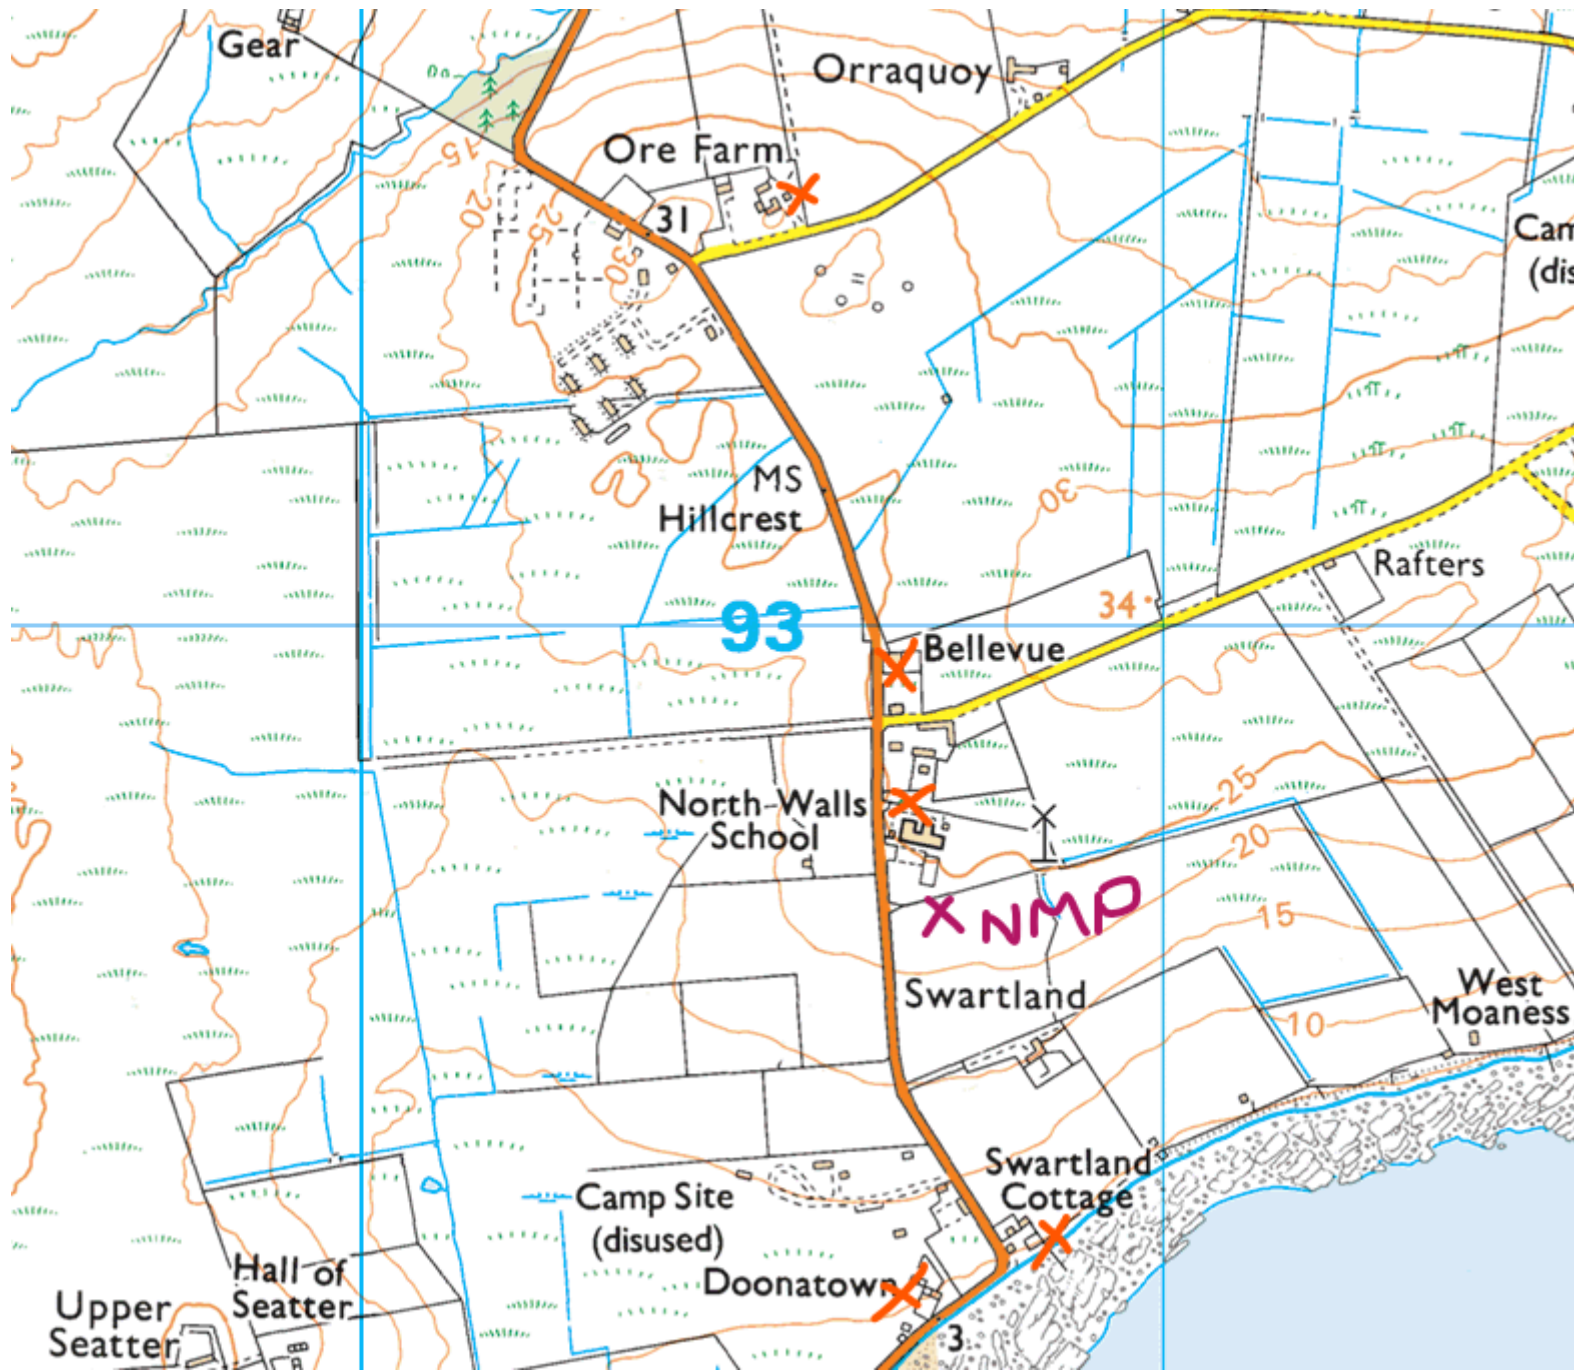 Gear
Orraquoy
Ore Farm
15
20
25
31
30
Cam
(dis
MS
Hillcrest
30
Rafters
34
93
Bellevue
25
North Walls
School
20
X NMP
15
Swartland
West
Moaness
10
Swartland
Cottage
Camp Site
(disused)
Doonatown
Hall of
Seatter
Upper
Seatter
3